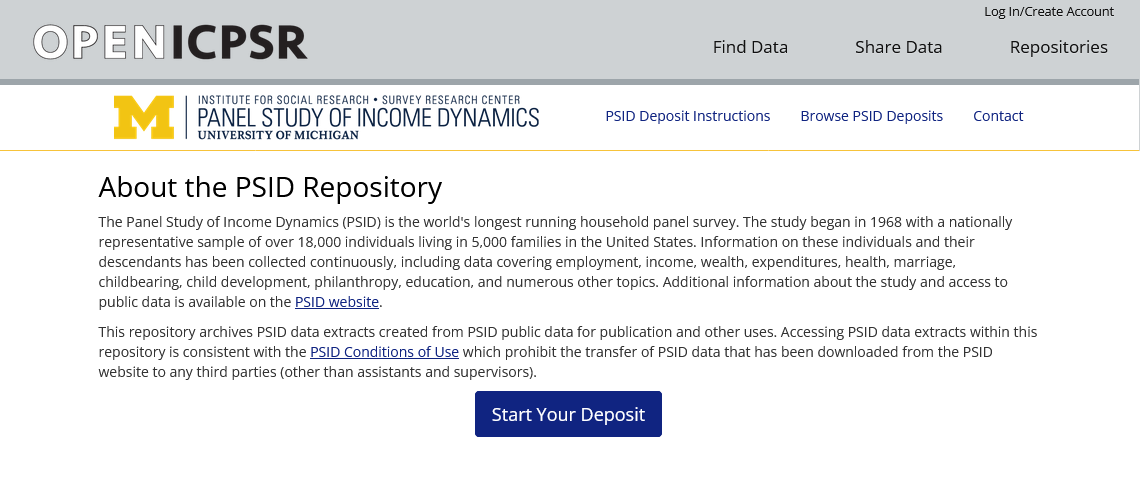 Log In/Create Account
OPENICPSR
Find Data
Share Data
Repositories
M
INSTITUTE FOR SOCIAL RESEARCH • SURVEY RESEARCH CENTER
PANEL STUDY OF INCOME DYNAMICS
UNIVERSITY OF MICHIGAN
PSID Deposit Instructions
Browse PSID Deposits
Contact
About the PSID Repository
The Panel Study of Income Dynamics (PSID) is the world's longest running household panel survey. The study began in 1968 with a nationally
representative sample of over 18,000 individuals living in 5,000 families in the United States. Information on these individuals and their
descendants has been collected continuously, including data covering employment, income, wealth, expenditures, health, marriage,
childbearing, child development, philanthropy, education, and numerous other topics. Additional information about the study and access to
public data is available on the PSID website.
This repository archives PSID data extracts created from PSID public data for publication and other uses. Accessing PSID data extracts within this
repository is consistent with the PSID Conditions of Use which prohibit the transfer of PSID data that has been downloaded from the PSID
website to any third parties (other than assistants and supervisors).
Start Your Deposit